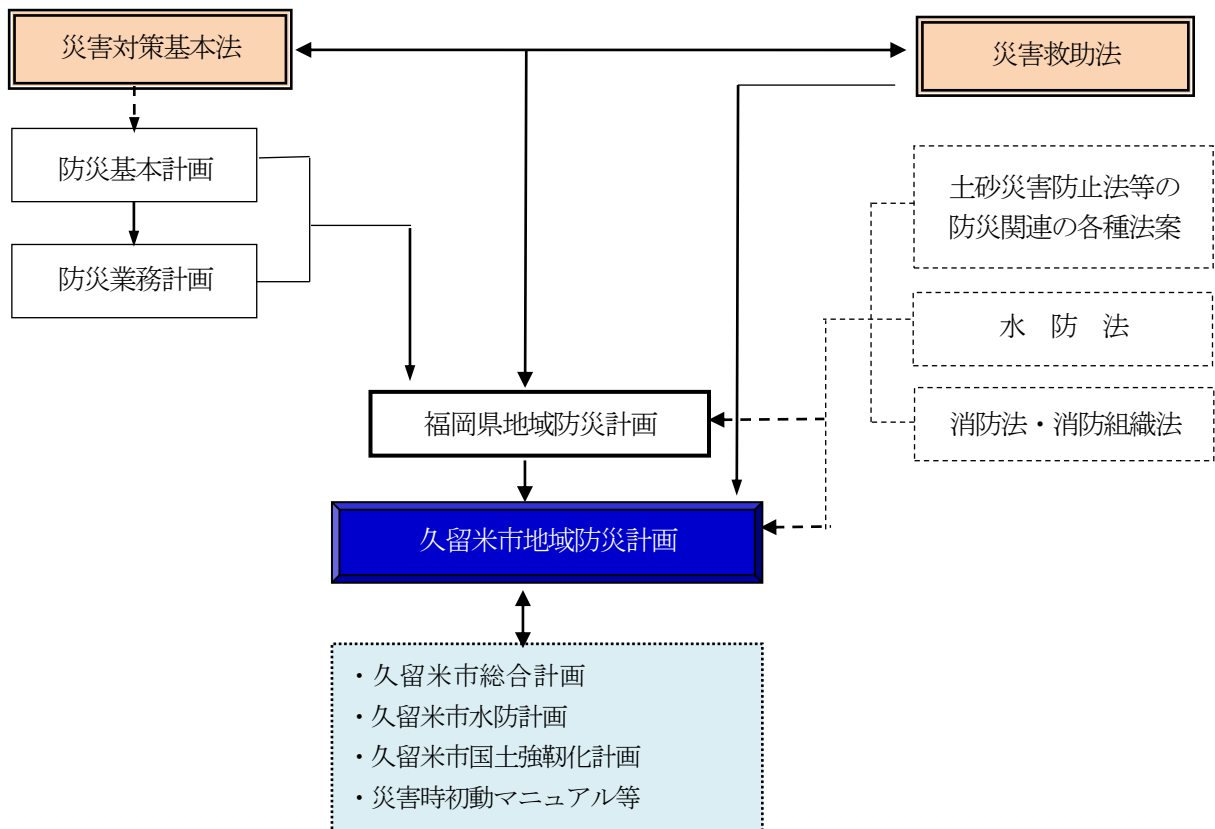 災害対策基本法
災害救助法
防災基本計画
防災業務計画
土砂災害防止法等の
防災関連の各種法案
水　防　法
消防法・消防組織法
福岡県地域防災計画
久留米市地域防災計画
・久留米市総合計画
・久留米市水防計画
・久留米市国土強靭化計画
・災害時初動マニュアル等